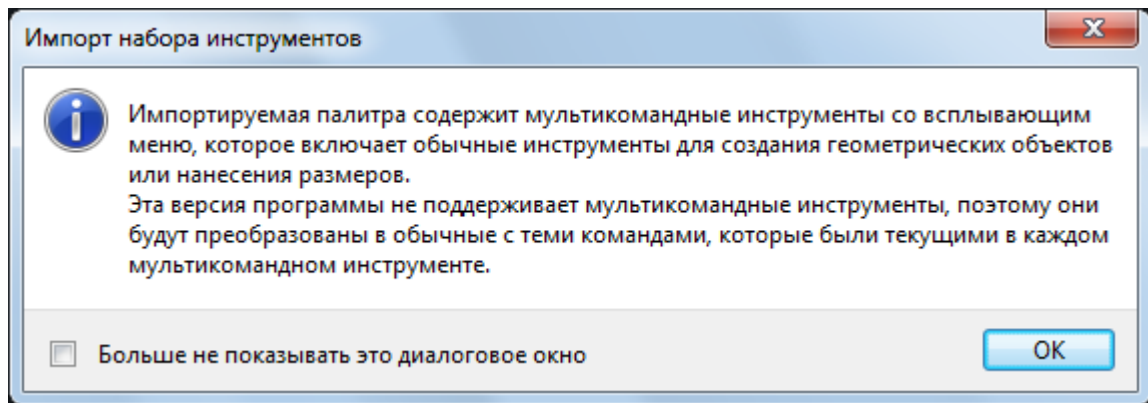 Импорт набора инструментов
Импортируемая палитра содержит мультикомандные инструменты со всплывающим
меню, которое включает обычные инструменты для создания геометрических объектов
или нанесения размеров.
Эта версия программы не поддерживает мультикомандные инструменты, поэтому они
будут преобразованы в обычные с теми командами, которые были текущими в каждом
мультикомандном инструменте.
Больше не показывать это диалоговое окно
OK